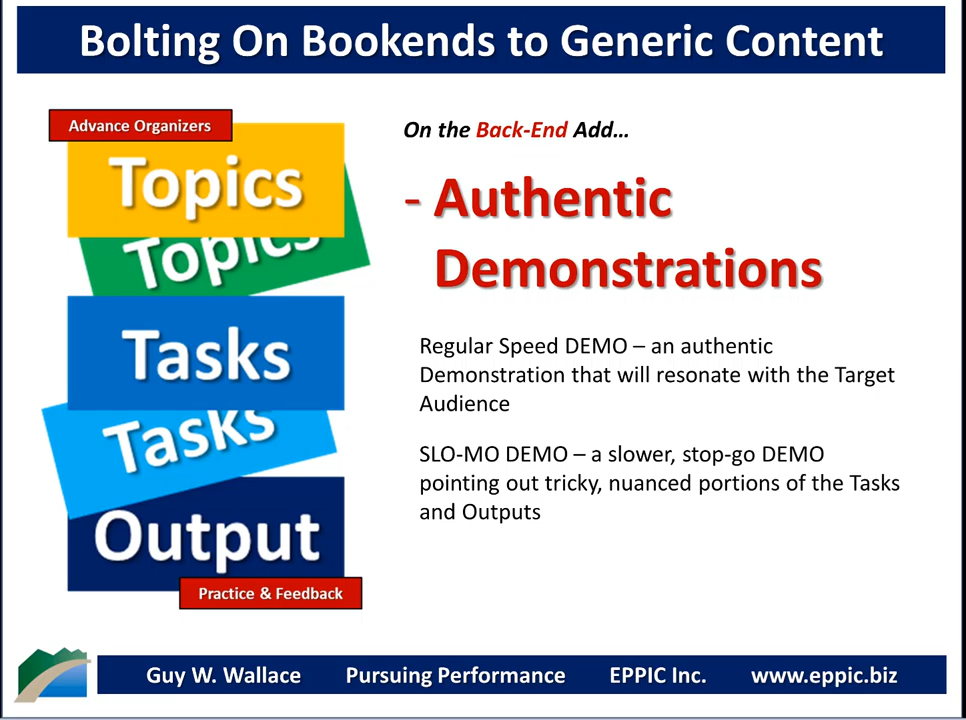 Bolting On Bookends to Generic Content
Advance Organizers
Topics
Topics
Tasks
Tasks
Output
Practice & Feedback
On the Back-End Add…
- Authentic
Demonstrations
Regular Speed DEMO – an authentic
Demonstration that will resonate with the Target
Audience
SLO-MO DEMO – a slower, stop-go DEMO
pointing out tricky, nuanced portions of the Tasks
and Outputs
Guy W. Wallace Pursuing Performance EPPIC Inc. www.eppic.biz